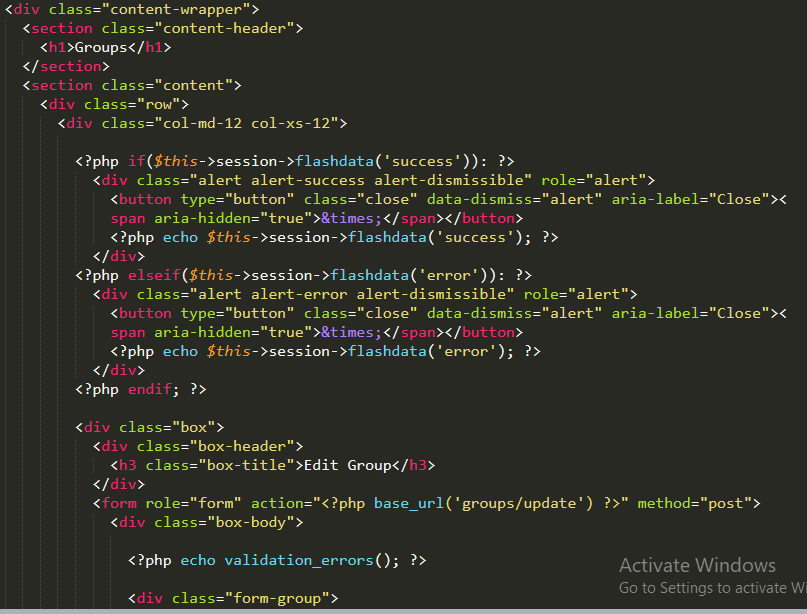 <div class="content-wrapper">
<section class="content-header">
<h1>Groups</h1>
</section>
<section class="content">
<div class="row">
<div class="col-md-12 col-xs-12">
<?php if($this->session->flashdata('success')): ?>
<div class="alert alert-success alert-dismissible" role="alert">
<button type="button" class="close" data-dismiss="alert" aria-label="Close"><
span aria-hidden="true">&times;</span></button>
<?php echo $this->session->flashdata('success'); ?>
</div>
<?php elseif($this->session->flashdata('error')): ?>
<div class="alert alert-error alert-dismissible" role="alert">
<button type="button" class="close" data-dismiss="alert" aria-label="Close"><
span aria-hidden="true">&times;</span></button>
<?php echo $this->session->flashdata('error'); ?>
</div>
<?php endif; ?>
<div class="box">
<div class="box-header">
<h3 class="box-title">Edit Group</h3>
</div>
<form role="form" action="<?php base_url('groups/update') ?>" method="post">
<div class="box-body">
<?php echo validation_errors(); ?>
<div class="form-group">
Activate Windows
Go to Settings to activate Wi